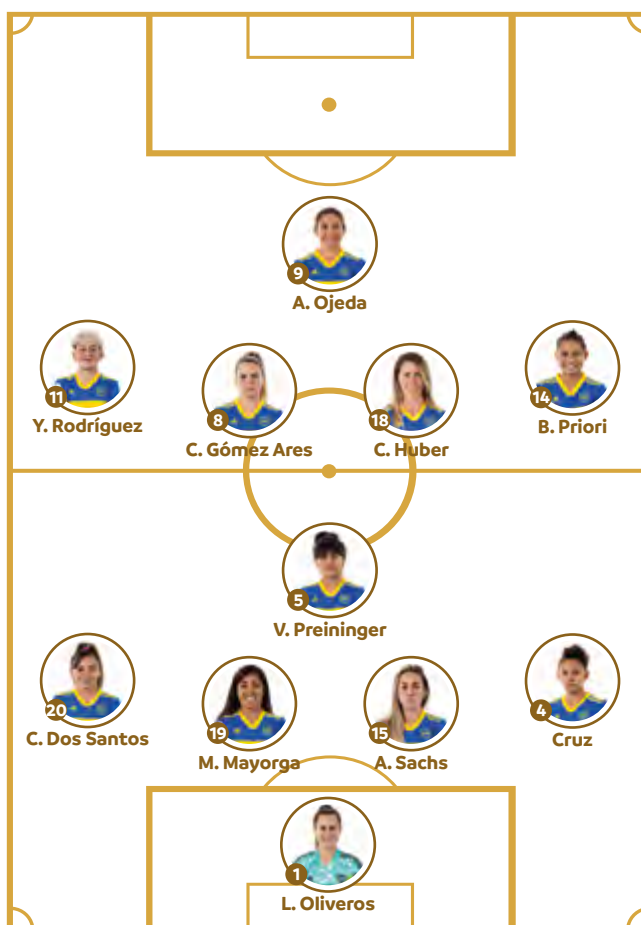 9
A. Ojeda
11
Y. Rodríguez
8
C. Gómez Ares
18
C. Huber
14
B. Priori
5
V. Preininger
20
C. Dos Santos
19
M. Mayorga
15
A. Sachs
4
Cruz
1
L. Oliveros